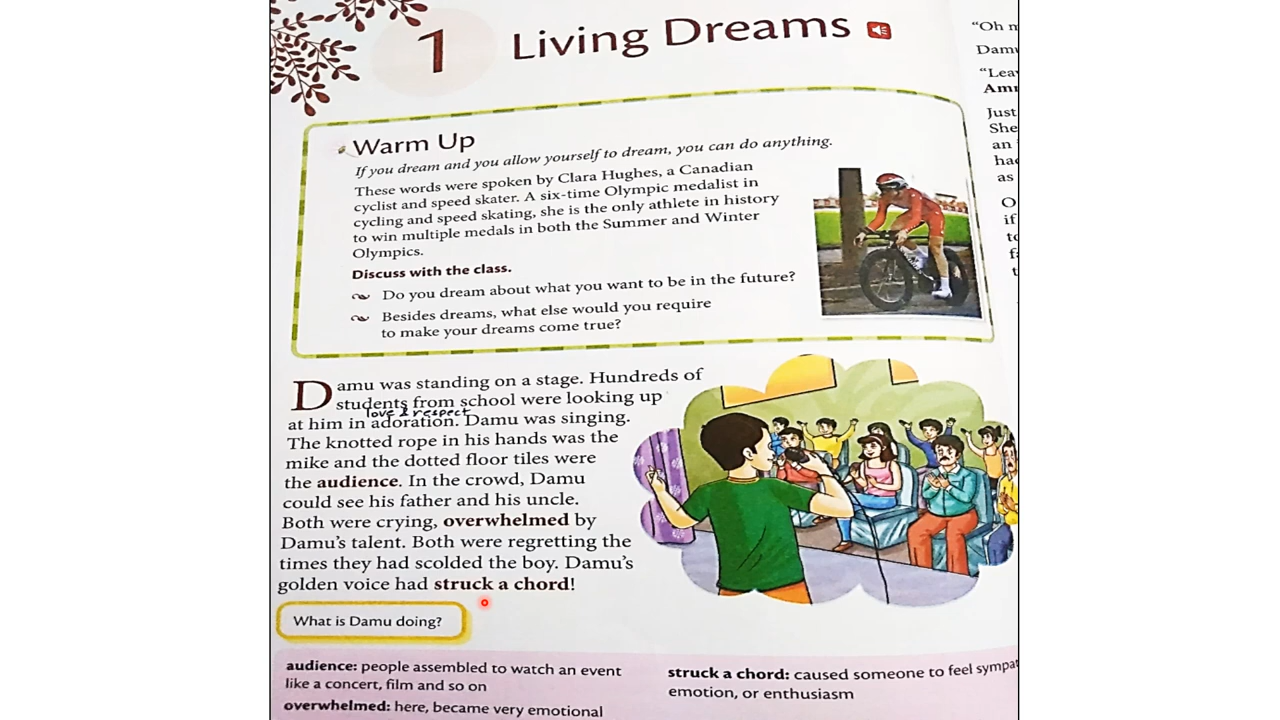 1 Living Dreams
Warm Up
If you dream and you allow yourself to dream, you can do anything.
These words were spoken by Clara Hughes, a Canadian
cyclist and speed skater. A six-time Olympic medalist in
cycling and speed skating, she is the only athlete in history
to win multiple medals in both the Summer and Winter
Olympics.
Discuss with the class.
Do you dream about what you want to be in the future?
Besides dreams, what else would you require
to make your dreams come true?
Damu was standing on a stage. Hundreds of
students from school were looking up
love & respect
at him in adoration. Damu was singing.
The knotted rope in his hands was the
mike and the dotted floor tiles were
the audience. In the crowd, Damu
could see his father and his uncle.
Both were crying, overwhelmed by
Damu's talent. Both were regretting the
times they had scolded the boy. Damu's
golden voice had struck a chord!
What is Damu doing?
audience: people assembled to watch an event
like a concert, film and so on
overwhelmed: here, became very emotional
struck a chord: caused someone to feel sympat
emotion, or enthusiasm
"Oh
Damu
"Lea
Just
She
an
as
if